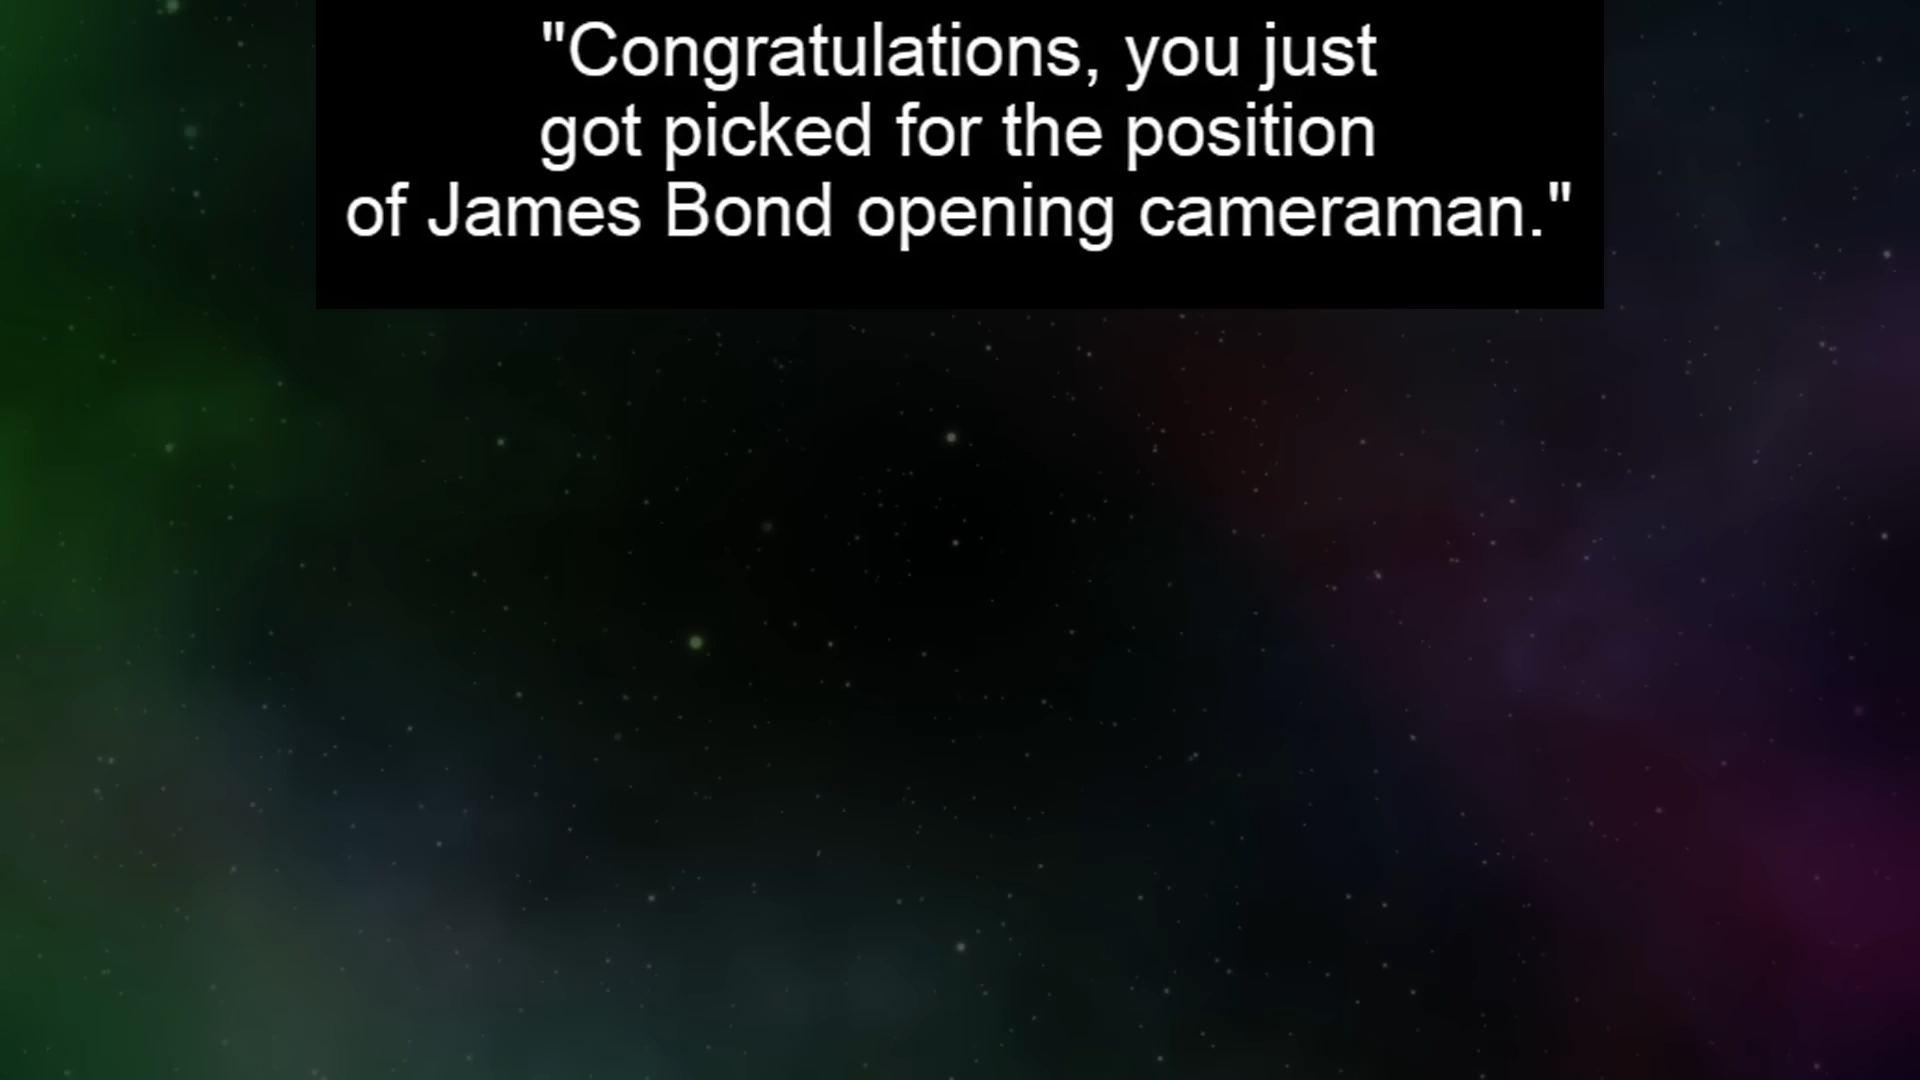 "Congratulations, you just
got picked for the position
of James Bond opening cameraman."